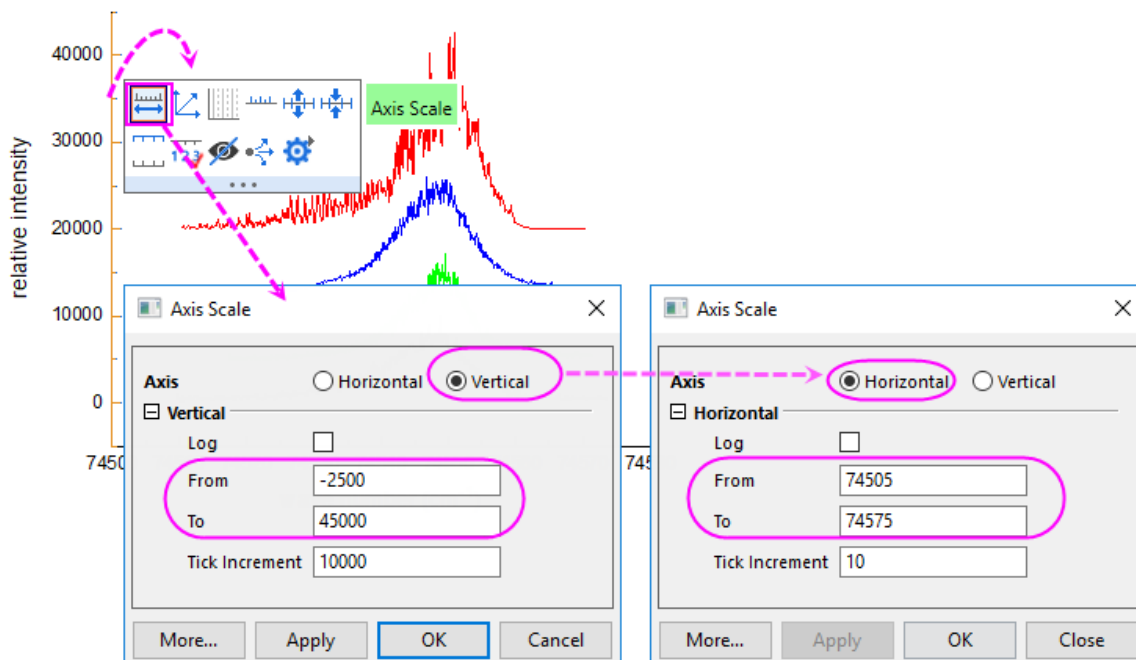 40000
30000
20000
10000
0
relative intensity
Axis Scale
123
Axis Scale
Axis Horizontal Vertical
Vertical
Log
From -2500
To 45000
Tick Increment 10000
More... Apply OK Cancel
Axis Scale
Axis Horizontal Vertical
Horizontal
Log
From 74505
To 74575
Tick Increment 10
More... Apply OK Close